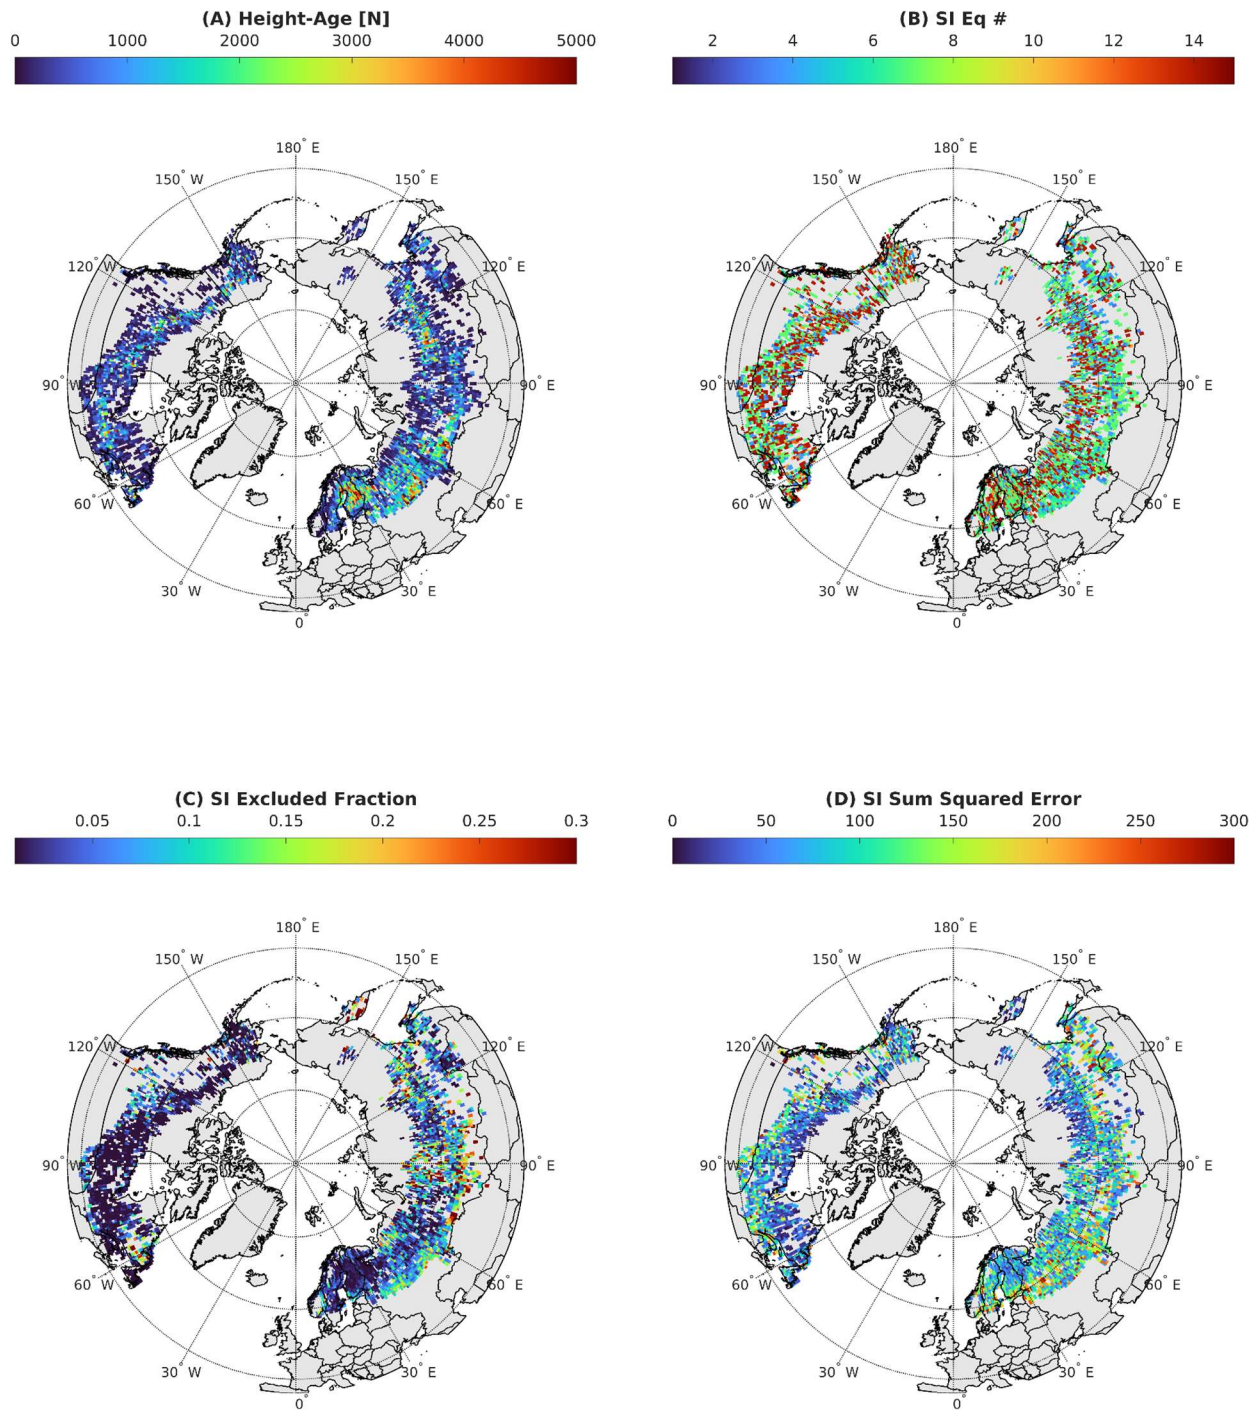 (A) Height-Age [N]
0 1000 2000 3000 4000 5000
(B) SI Eq #
2 4 6 8 10 12 14
180° E
150° W 150° E
120° W 120° E
90° W 90° E
60° W 60° E
30° W 30° E
0°
180° E
150° W 150° E
120° W 120° E
90° W 90° E
60° W 60° E
30° W 30° E
0°
(C) SI Excluded Fraction
0.05 0.1 0.15 0.2 0.25 0.3
(D) SI Sum Squared Error
0 50 100 150 200 250 300
180° E
150° W 150° E
120° W 120° E
90° W 90° E
60° W 60° E
30° W 30° E
0°
180° E
150° W 150° E
120° W 120° E
90° W 90° E
60° W 60° E
30° W 30° E
0°